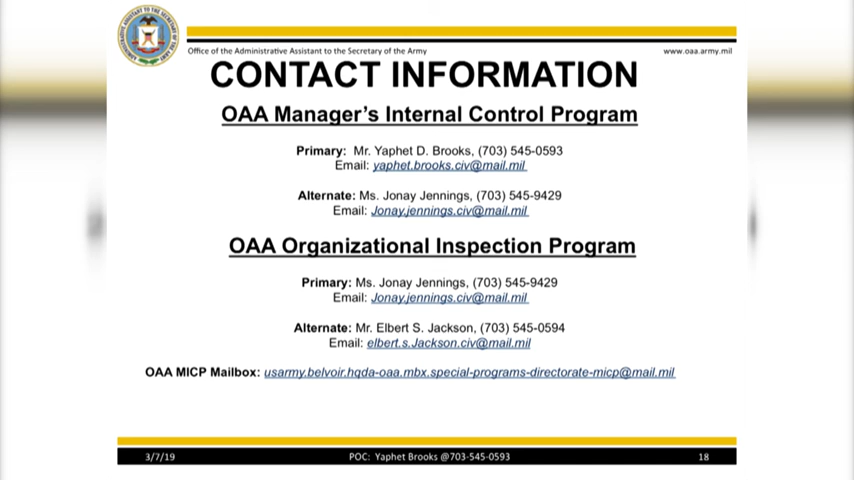 Office of the Administrative Assistant to the Secretary of the Army
www.oaa.army.mil
CONTACT INFORMATION
OAA Manager's Internal Control Program
Primary: Mr. Yaphet D. Brooks, (703) 545-0593
Email: yaphet.brooks.civ@mail.mil
Alternate: Ms. Jonay Jennings, (703) 545-9429
Email: Jonay.jennings.civ@mail.mil
OAA Organizational Inspection Program
Primary: Ms. Jonay Jennings, (703) 545-9429
Email: Jonay.jennings.civ@mail.mil
Alternate: Mr. Elbert S. Jackson, (703) 545-0594
Email: elbert.s.Jackson.civ@mail.mil
OAA MICP Mailbox: usarmy.belvoir.hqda-oaa.mbx.special-programs-directorate-micp@mail.mil
3/7/19
POC: Yaphet Brooks @703-545-0593
18